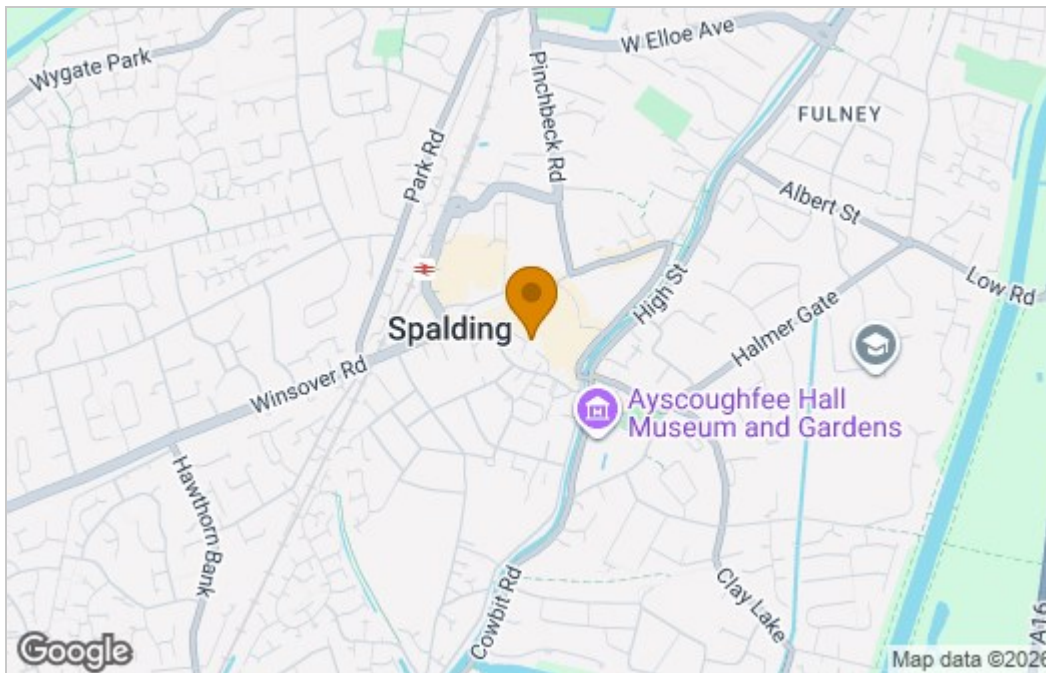 Wygate Park
Park Rd
Pinchbeck Rd
W Elloe Ave
FULNEY
Albert St
Low Rd
High St
Halmer Gate
Spalding
Winsover Rd
Ayscoughfee Hall
Museum and Gardens
Hawthorn Bank
Cowbit Rd
Clay Lake
A16
Google
Map data ©2026